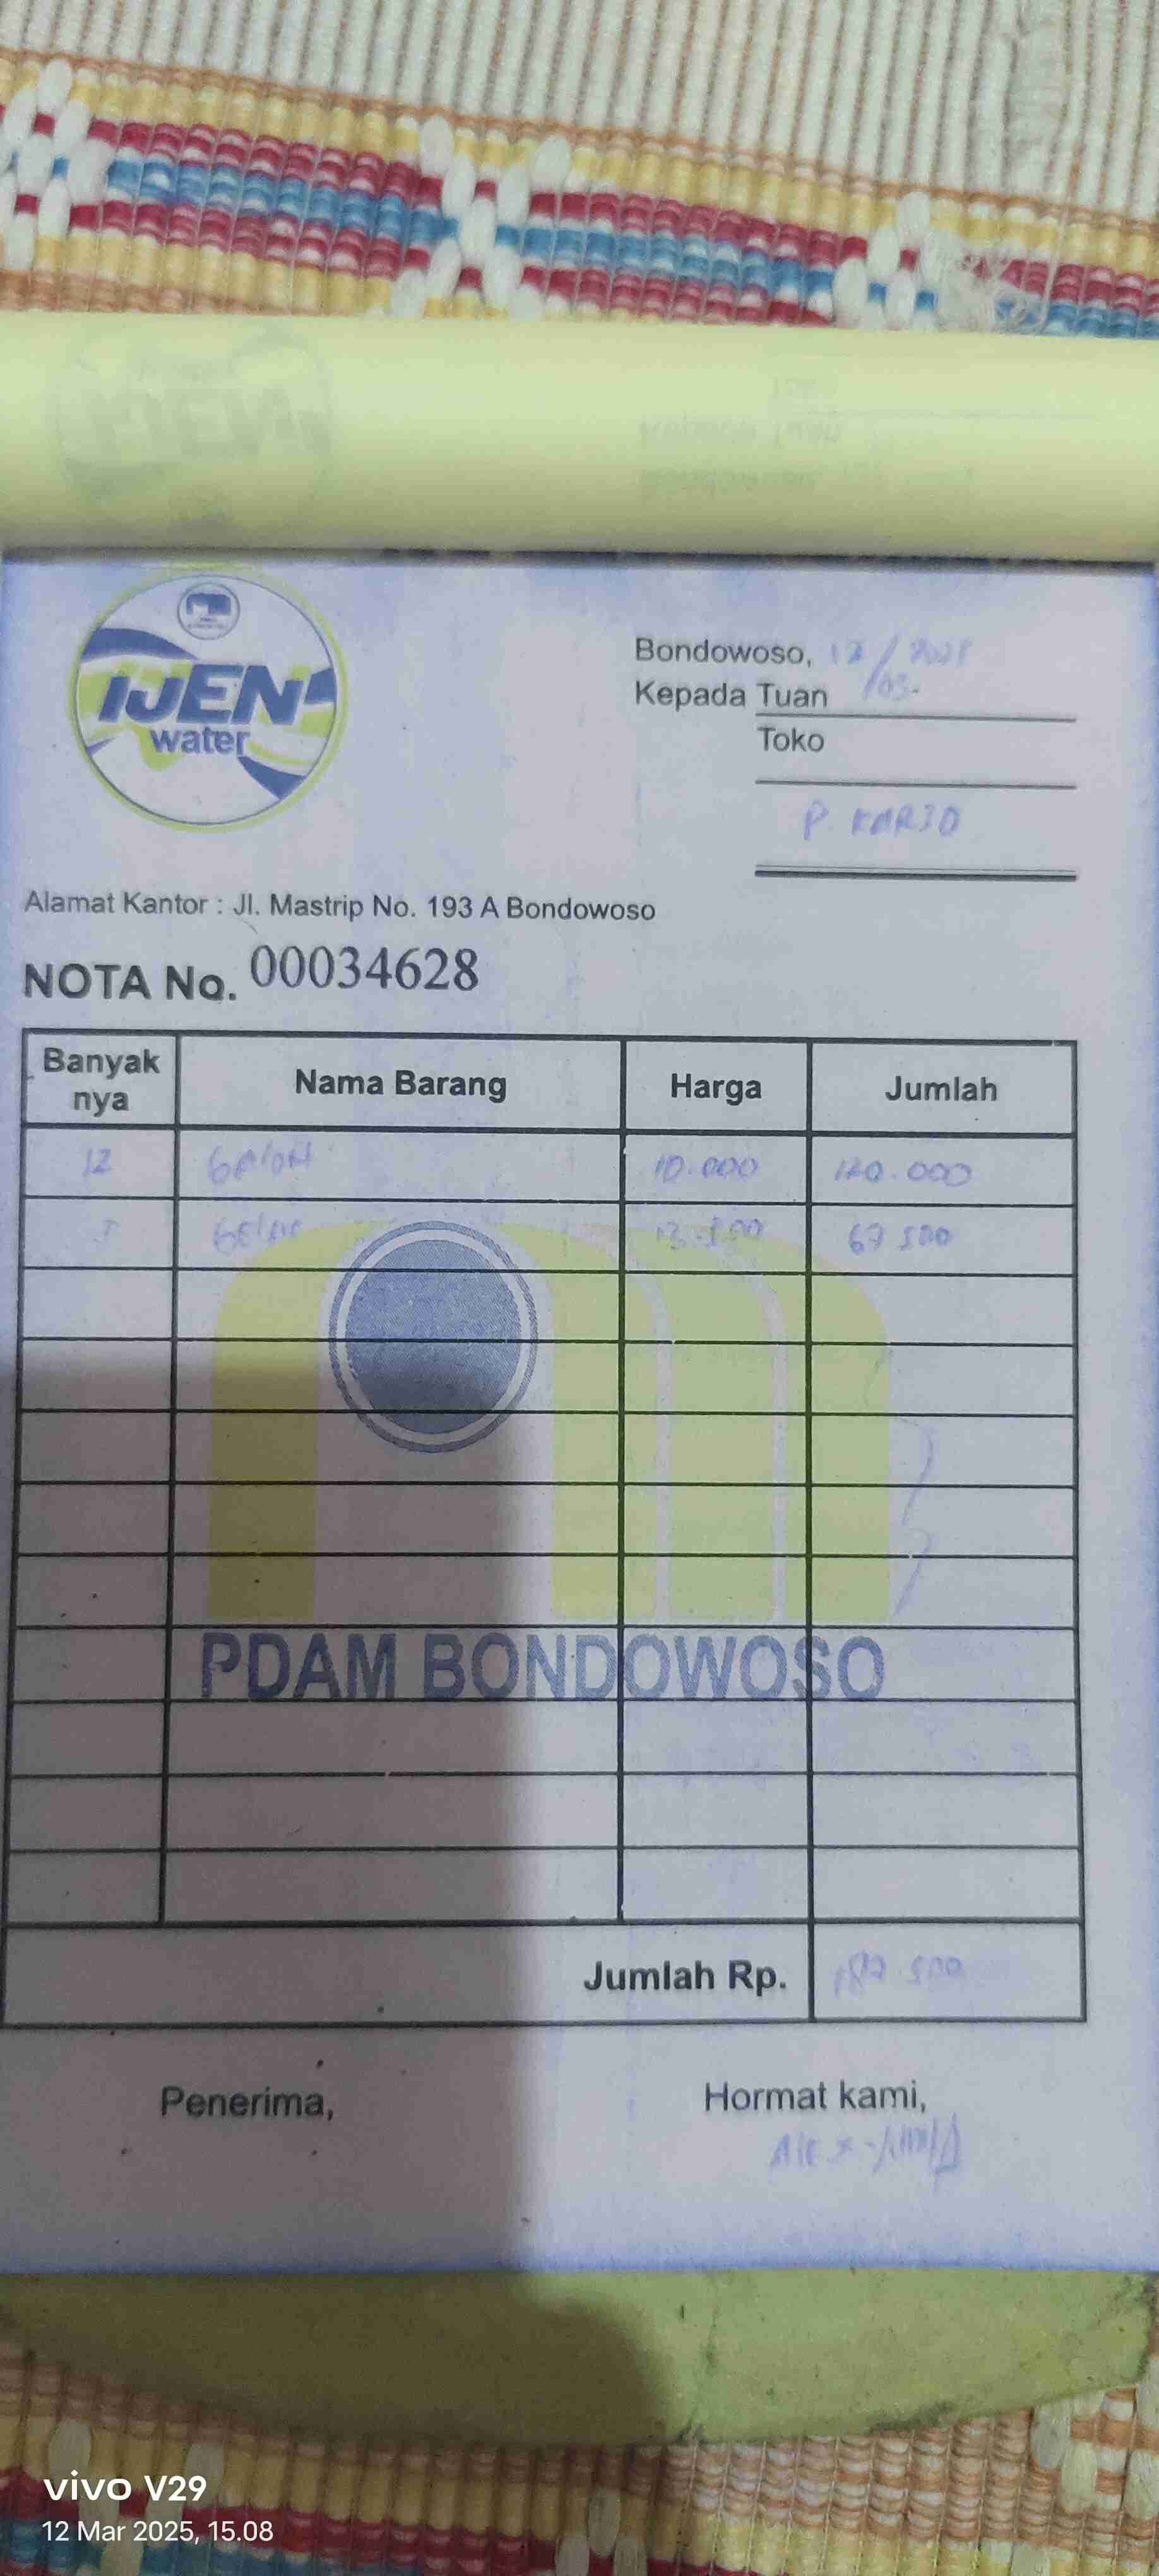 IJEN
water
Bondowoso, 12/03-2025
Kepada Tuan
Toko
P. KARJO
Alamat Kantor : Jl. Mastrip No. 193 A Bondowoso
NOTA No. 00034628
Banyak nya Nama Barang Harga Jumlah
12 GAlON 10.000 120.000
5 GElAS 13.500 67 500
PDAM BONDOWOSO
Jumlah Rp. 187.500
Penerima, Hormat kami,
AlEX
vivo V29
12 Mar 2025, 15.08